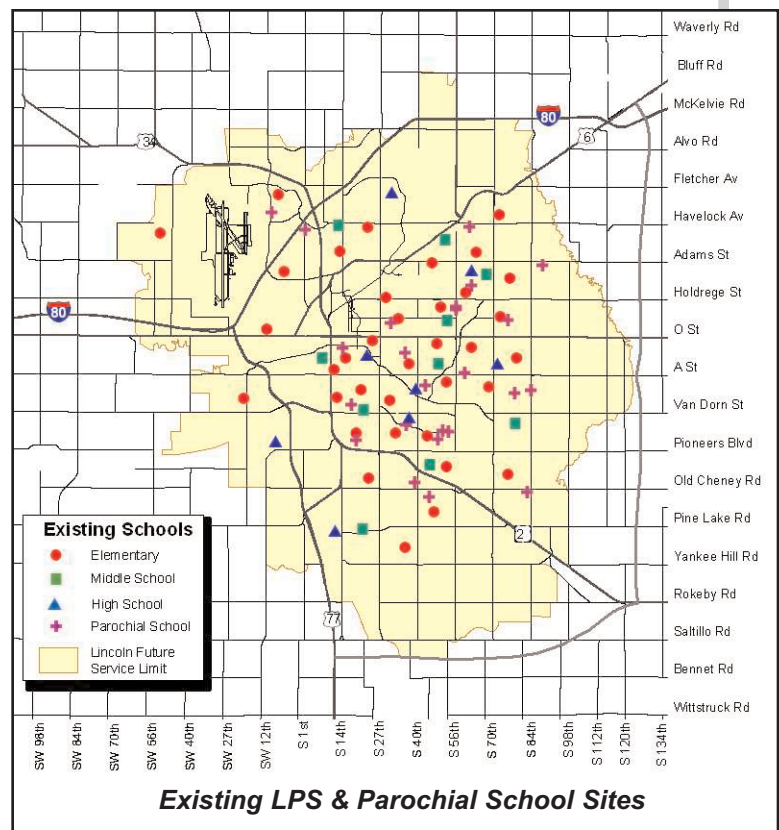 Waverly Rd
Bluff Rd
McKelvie Rd
80
6
34
Alvo Rd
Fletcher Av
Havelock Av
Adams St
Holdrege St
80
O St
A St
Van Dorn St
Pioneers Blvd
Old Cheney Rd
Pine Lake Rd
2
Yankee Hill Rd
Rokeby Rd
77
Saltillo Rd
Bennet Rd
Wittstruck Rd
Existing Schools
Elementary
Middle School
High School
Parochial School
Lincoln Future
Service Limit
SW 98th
SW 84th
SW 70th
SW 56th
SW 40th
SW 27th
SW 12th
S 1st
S 14th
S 27th
S 40th
S 56th
S 70th
S 84th
S 98th
S 112th
S 120th
S 134th
Existing LPS & Parochial School Sites